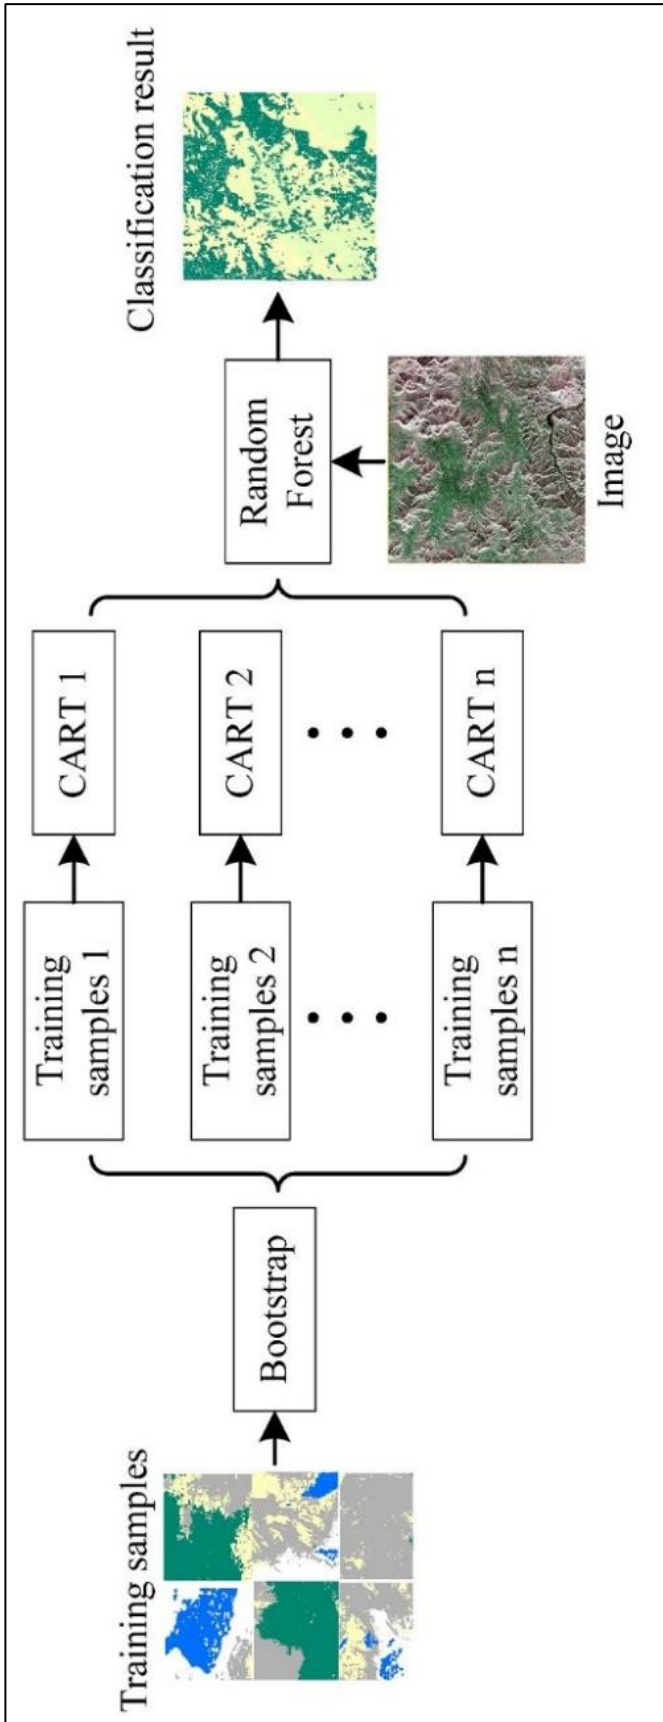 Training samples
Bootstrap
Training
samples 1
Training
samples 2
Training
samples n
CART 1
CART 2
CART n
Random
Forest
Image
Classification result